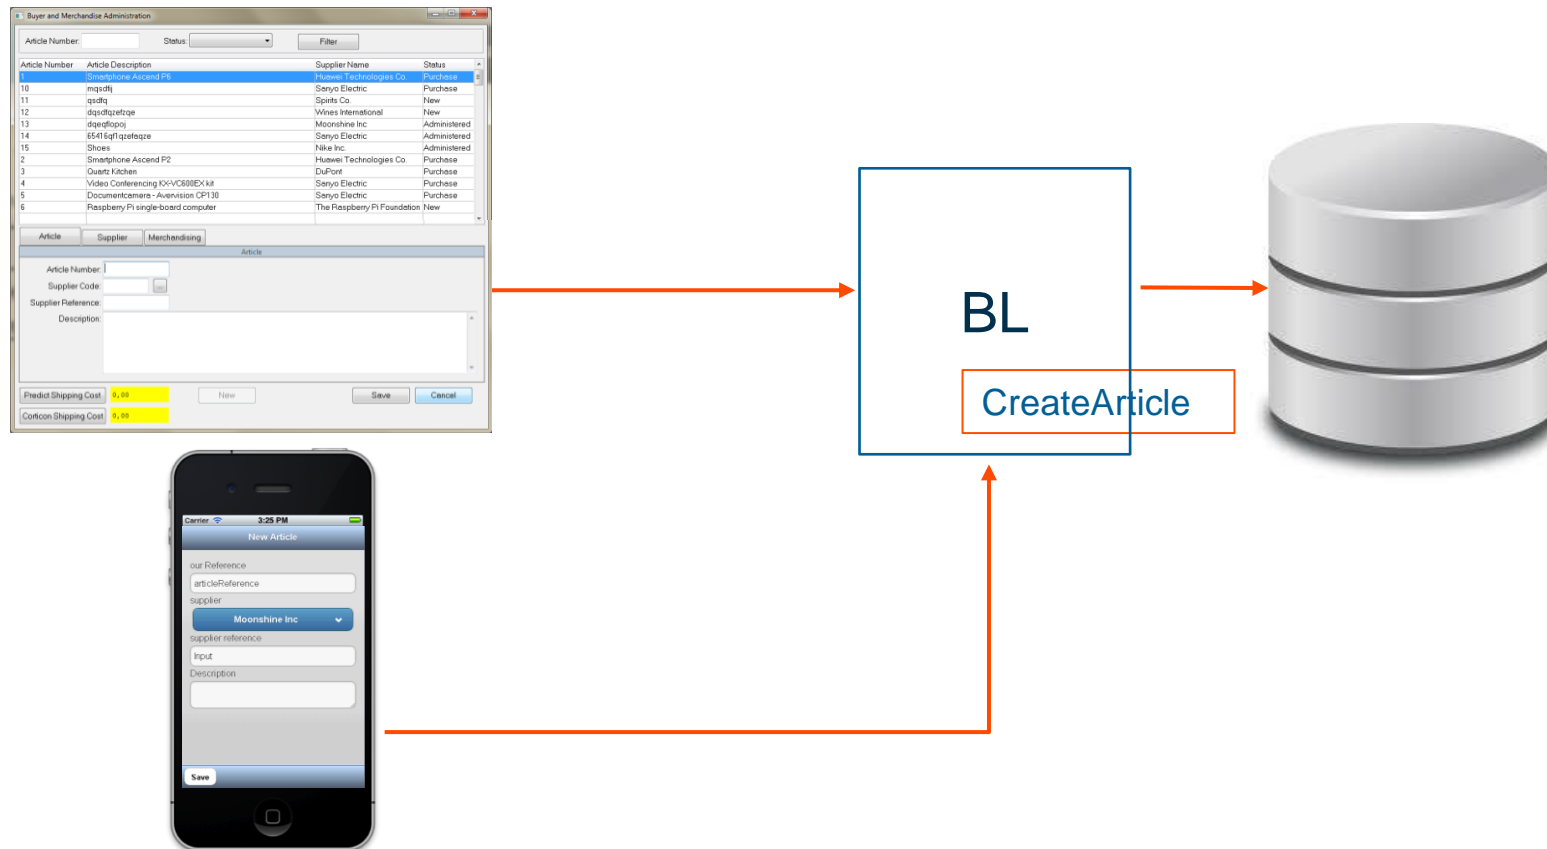 Buyer and Merchandise Administration
Article Number: Status: Filter
Article Number Article Description Supplier Name Status
1 Smartphone Ascend P6 Huawei Technologies Co. Purchase
10 mqsdfij Sanyo Electric Purchase
11 qsdfq Spirits Co. New
12 dqsdfqzefzqe Wines International New
13 dqeqflopoj Moonshine Inc Administered
14 65416qf1qzefaqze Sanyo Electric Administered
15 Shoes Nike Inc. Administered
2 Smartphone Ascend P2 Huawei Technologies Co. Purchase
3 Quartz Kitchen DuPont Purchase
4 Video Conferencing KX-VC600EX kit Sanyo Electric Purchase
5 Documentcamera - Avervision CP130 Sanyo Electric Purchase
6 Raspberry Pi single-board computer The Raspberry Pi Foundation New
Article Supplier Merchandising
Article
Article Number:
Supplier Code: ...
Supplier Reference:
Description:
Predict Shipping Cost 0,00 New Save Cancel
Corticon Shipping Cost 0,00
BL
CreateArticle
Carrier 3:25 PM
New Article
our Reference
articleReference
supplier
Moonshine Inc
supplier reference
Input
Description
Save